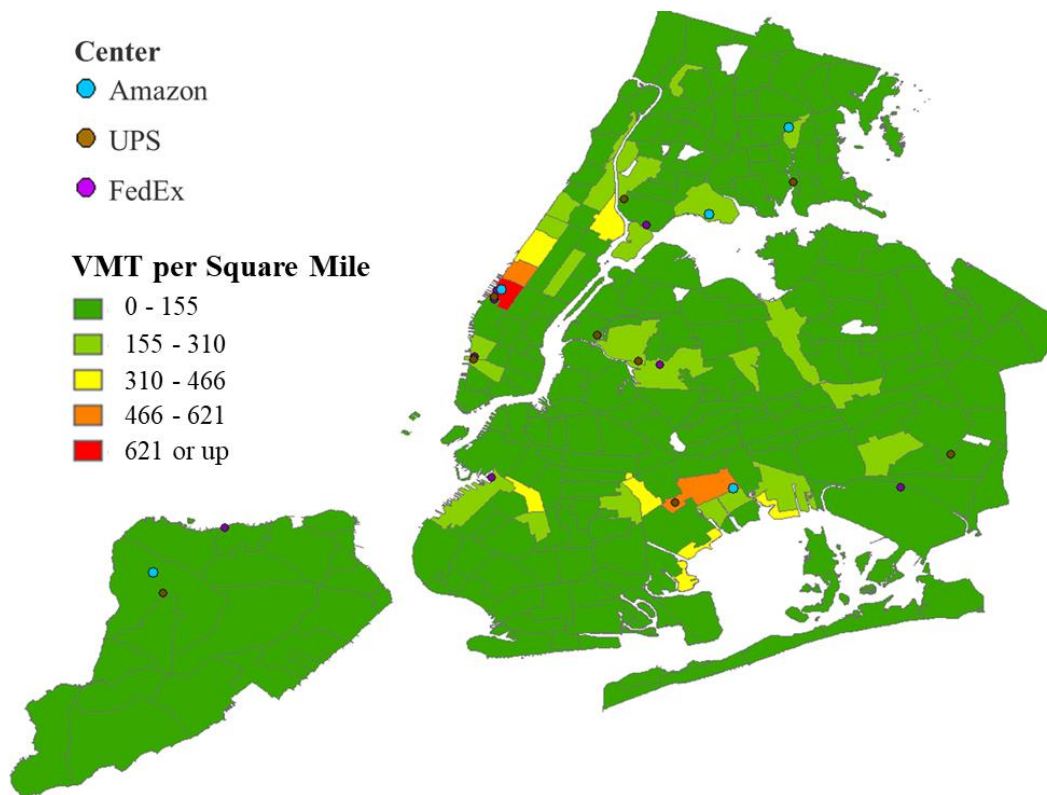 Center
Amazon
UPS
FedEx
VMT per Square Mile
0 - 155
155 - 310
310 - 466
466 - 621
621 or up